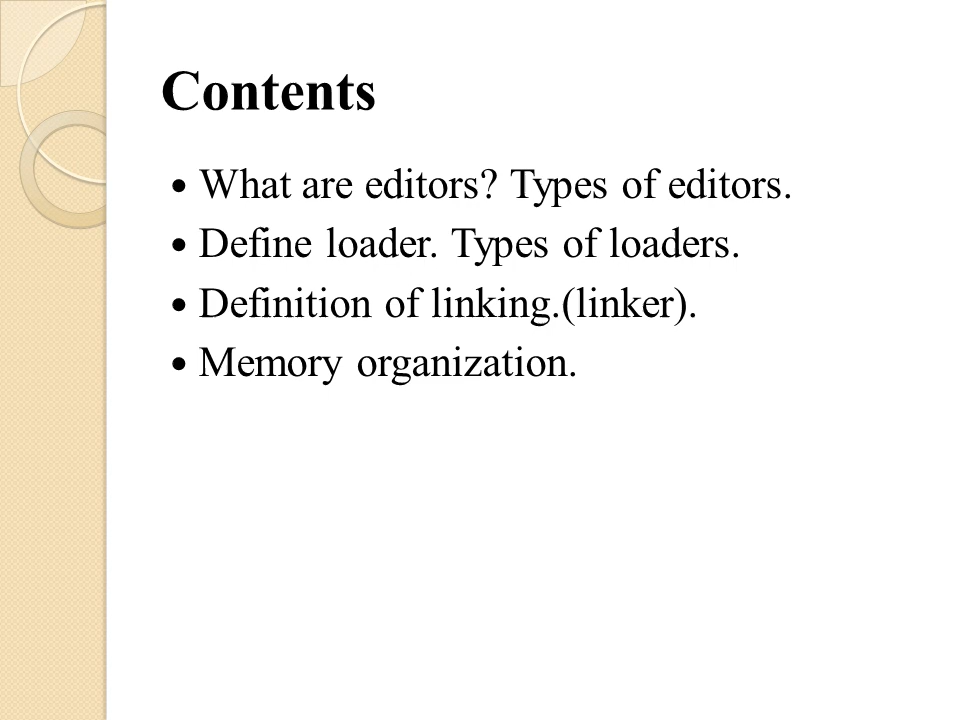 Contents
• What are editors? Types of editors.
• Define loader. Types of loaders.
• Definition of linking.(linker).
• Memory organization.